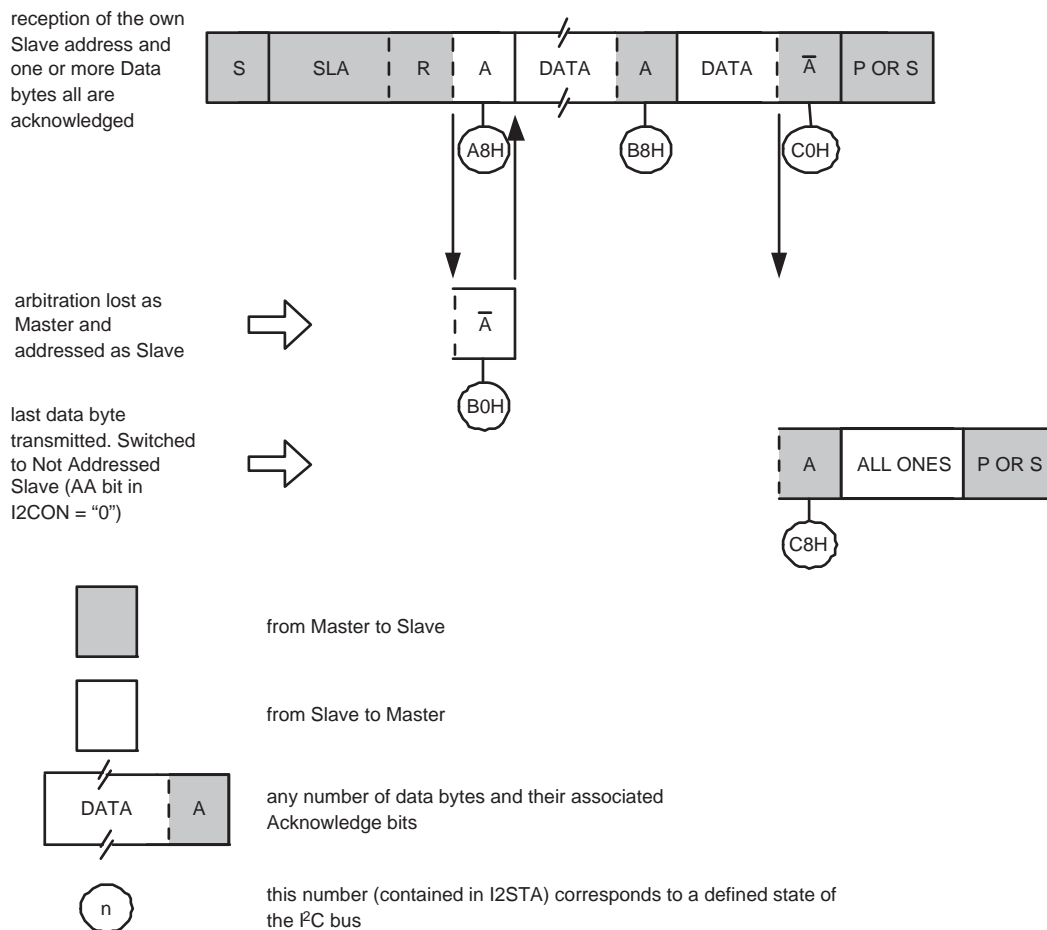 reception of the own
Slave address and
one or more Data
bytes all are
acknowledged
S SLA R A DATA A DATA A̅ P OR S
A8H B8H C0H
arbitration lost as
Master and
addressed as Slave
A̅
B0H
last data byte
transmitted. Switched
to Not Addressed
Slave (AA bit in
I2CON = “0”)
A ALL ONES P OR S
C8H
from Master to Slave
from Slave to Master
DATA A
any number of data bytes and their associated
Acknowledge bits
n
this number (contained in I2STA) corresponds to a defined state of
the I²C bus